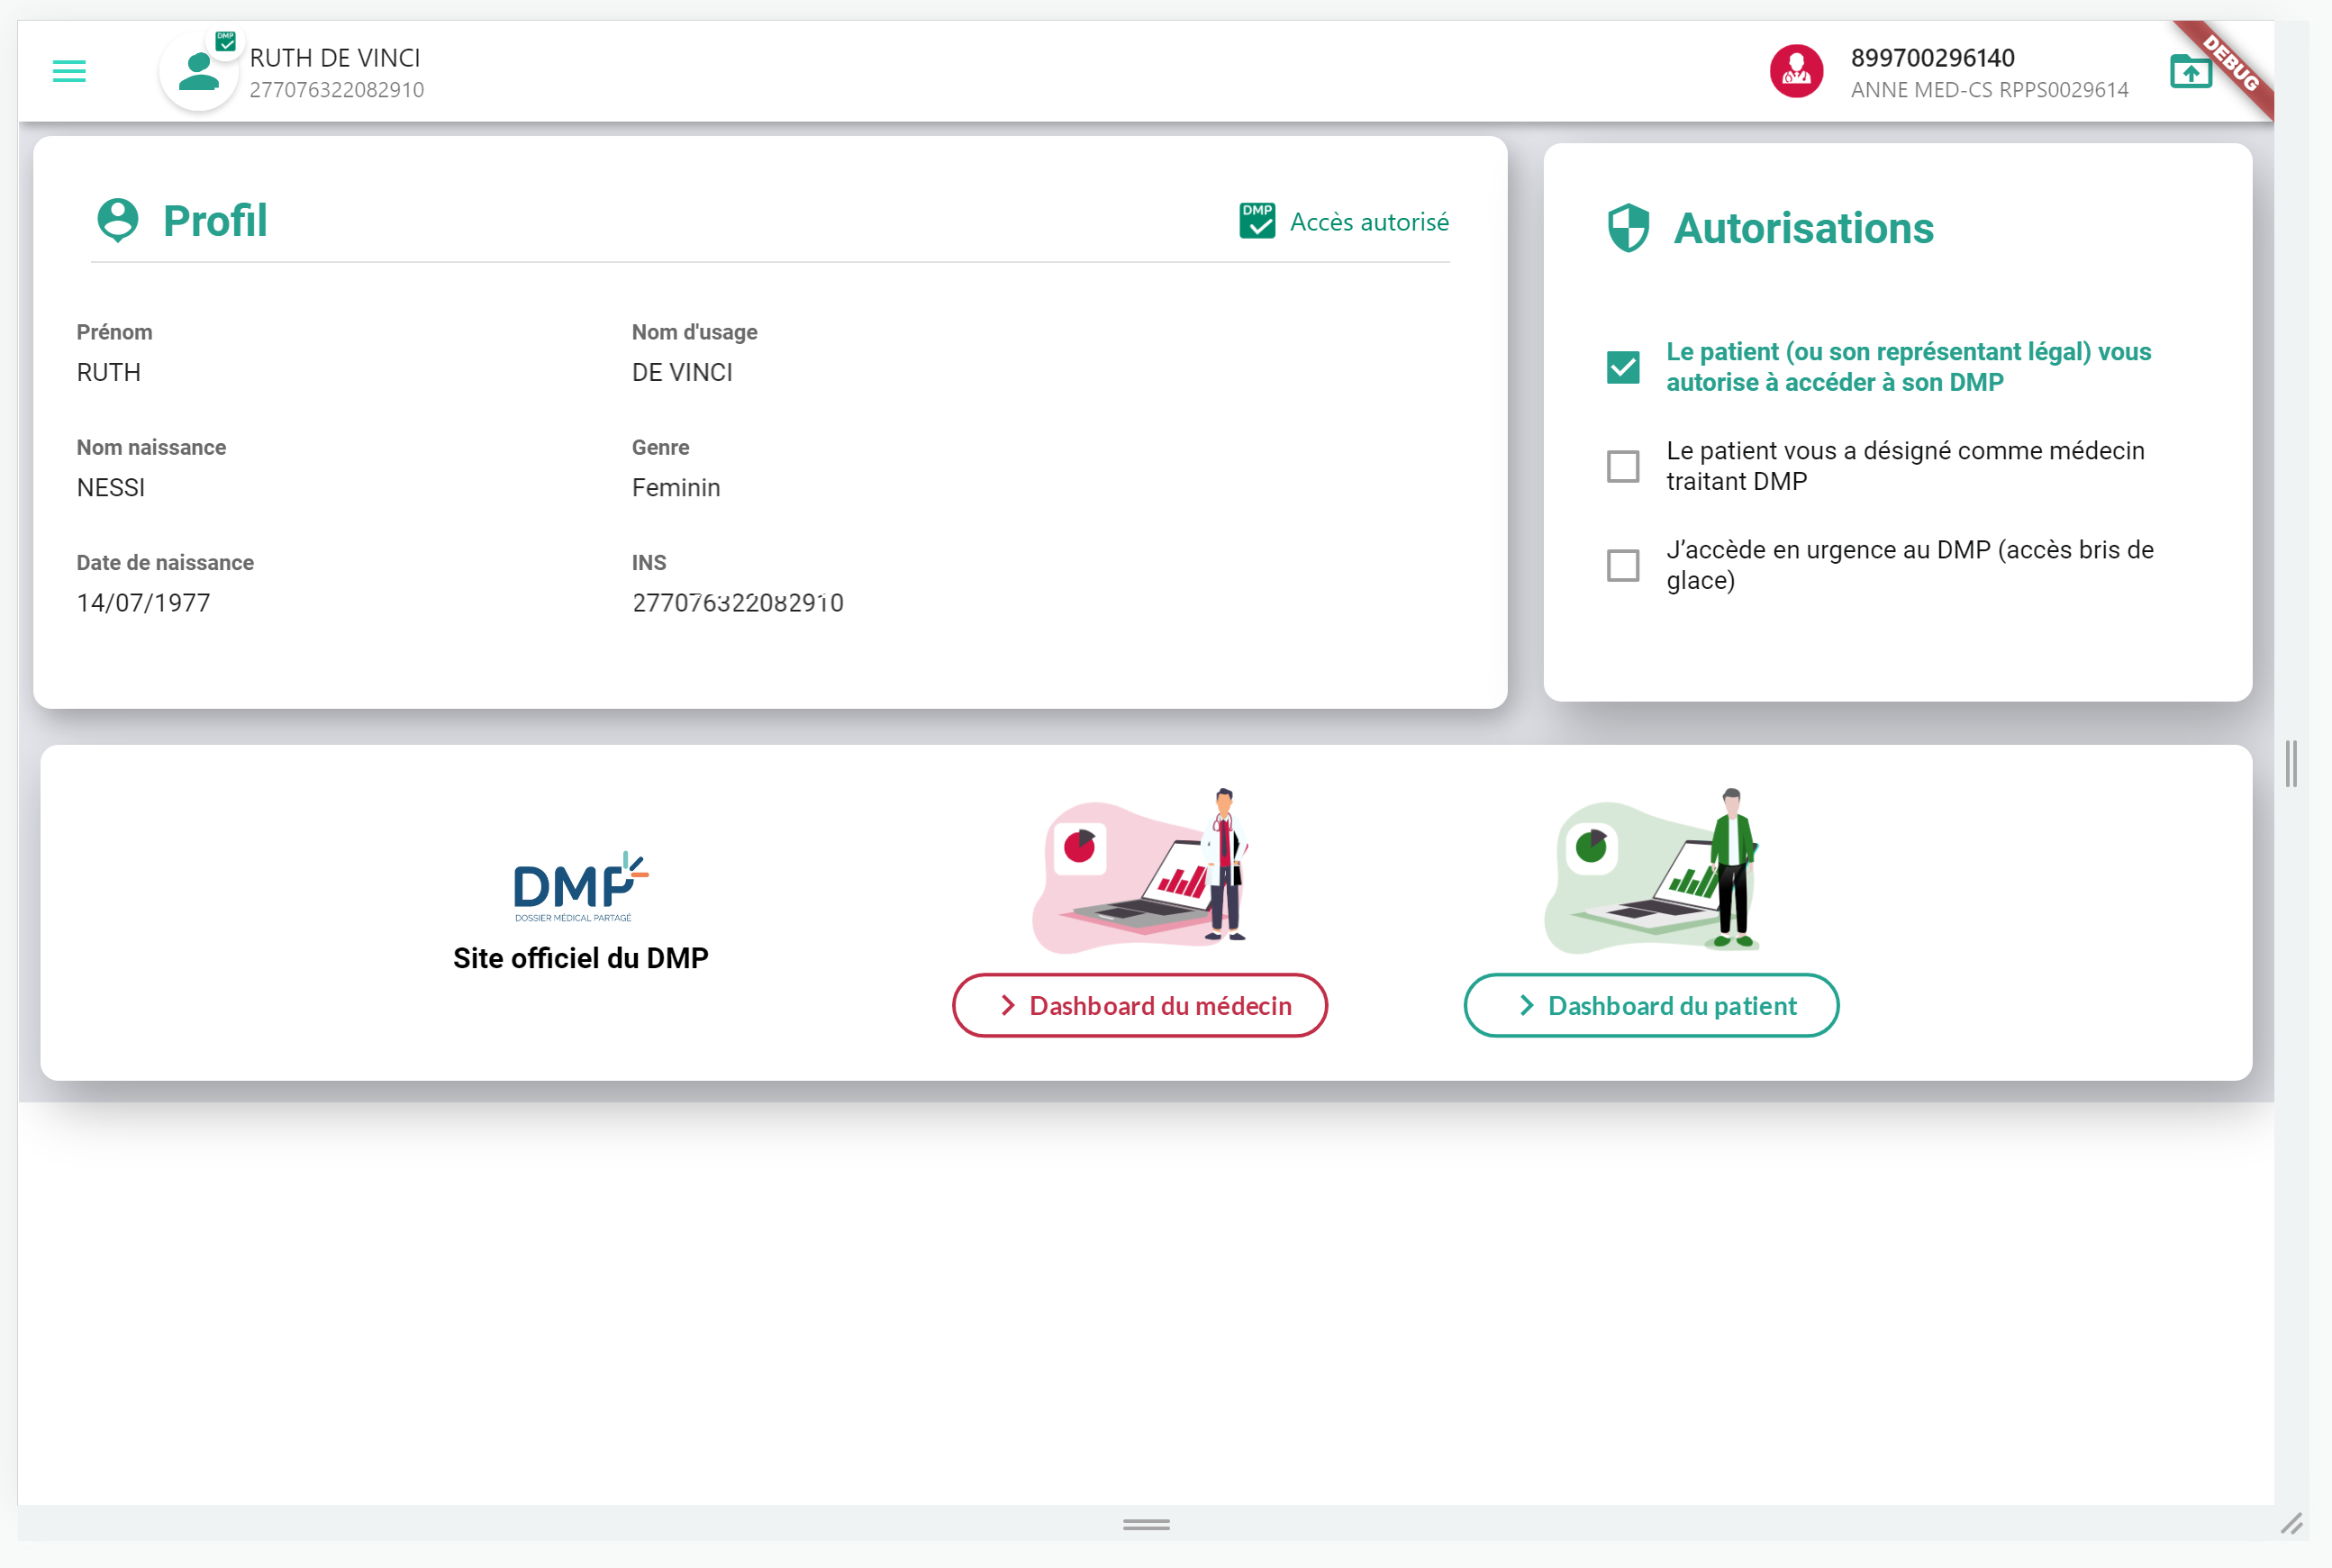 DMP
RUTH DE VINCI
277076322082910
899700296140
ANNE MED-CS RPPS0029614
DEBUG
Profil
DMP
Accès autorisé
Prénom
RUTH
Nom d'usage
DE VINCI
Nom naissance
NESSI
Genre
Feminin
Date de naissance
14/07/1977
INS
277076322082910
Autorisations
Le patient (ou son représentant légal) vous
autorise à accéder à son DMP
Le patient vous a désigné comme médecin
traitant DMP
J’accède en urgence au DMP (accès bris de
glace)
DMP
DOSSIER MÉDICAL PARTAGÉ
Site officiel du DMP
Dashboard du médecin
Dashboard du patient